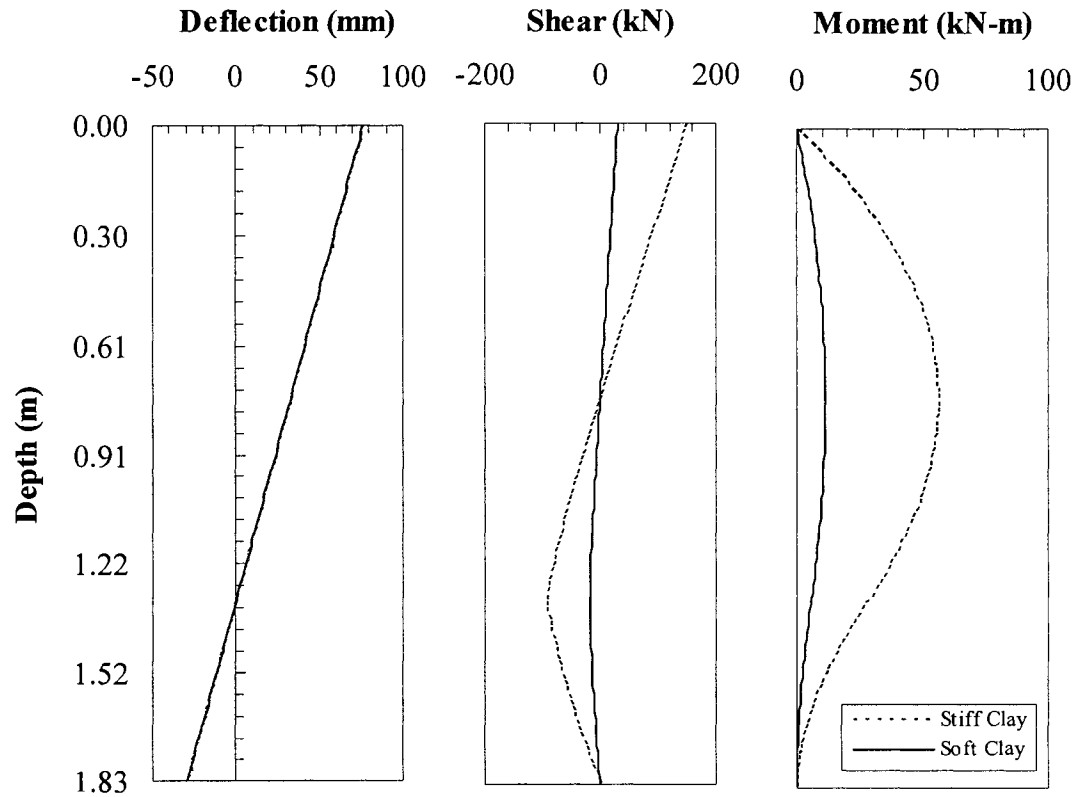 Deflection (mm) Shear (kN) Moment (kN-m)
-50 0 50 100 -200 0 200 0 50 100
0.00
0.30
0.61
0.91
1.22
1.52
1.83
Depth (m)
Stiff Clay
Soft Clay